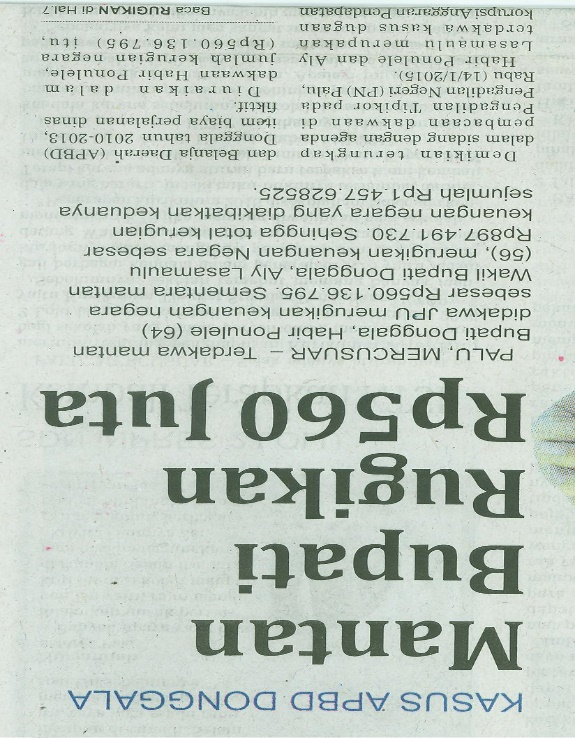 KASUS APBD DONGGALA
Mantan
Bupati
Rugikan
Rp560 Juta
PALU, MERCUSUAR – Terdakwa mantan
Bupati Donggala, Habir Ponulele (64)
didakwa JPU merugikan keuangan negara
sebesar Rp560.136.795. Sementara mantan
Wakil Bupati Donggala, Aly Lasamaulu
(56), merugikan keuangan Negara sebesar
Rp897.491.730. Sehingga total kerugian
keuangan negara yang diakibatkan keduanya
sejumlah Rp1.457.628525.
Demikian terungkap
dalam sidang dengan agenda
pembacaan dakwaan di
Pengadilan Tipikor pada
Pengadilan Negeri (PN) Palu,
Rabu (14/1/2015).
Habir Ponulele dan Aly
Lasamaulu merupakan
terdakwa kasus dugaan
korupsi Anggaran Pendapatan
dan Belanja Daerah (APBD)
Donggala tahun 2010-2013,
item biaya perjalanan dinas
fiktif.
Diuraikan dalam
dakwaan Habir Ponulele,
jumlah kerugian negara
(Rp560.136.795) itu,
Baca di Hal.7 RUGIKAN